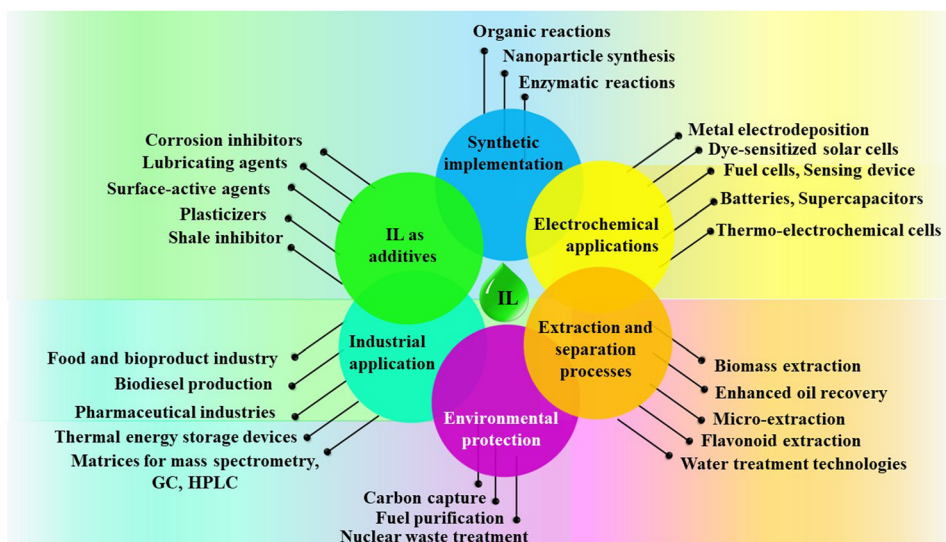 Organic reactions
Nanoparticle synthesis
Enzymatic reactions
Synthetic
implementation
Metal electrodeposition
Dye-sensitized solar cells
Fuel cells, Sensing device
Batteries, Supercapacitors
Thermo-electrochemical cells
Electrochemical
applications
Corrosion inhibitors
Lubricating agents
Surface-active agents
Plasticizers
Shale inhibitor
IL as
additives
IL
Industrial
application
Food and bioproduct industry
Biodiesel production
Pharmaceutical industries
Thermal energy storage devices
Matrices for mass spectrometry,
GC, HPLC
Extraction and
separation
processes
Biomass extraction
Enhanced oil recovery
Micro-extraction
Flavonoid extraction
Water treatment technologies
Environmental
protection
Carbon capture
Fuel purification
Nuclear waste treatment